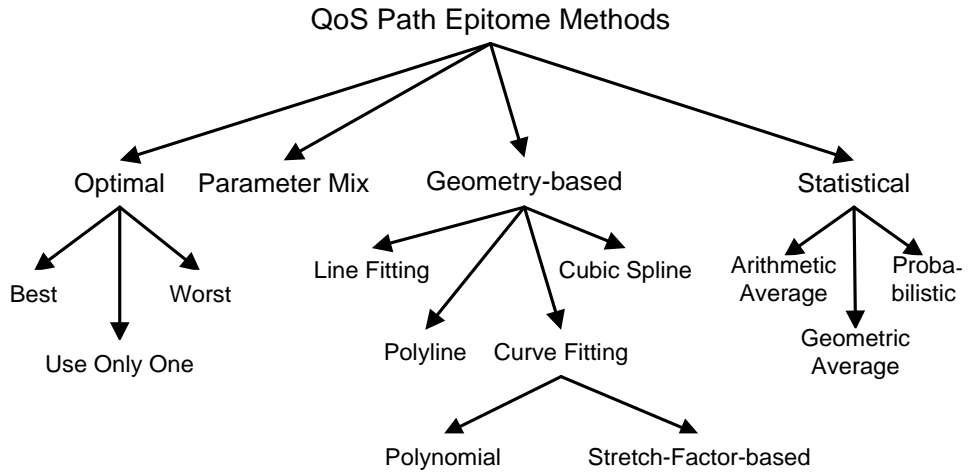 QoS Path Epitome Methods
Optimal
Parameter Mix
Geometry-based
Statistical
Best
Worst
Use Only One
Line Fitting
Cubic Spline
Polyline
Curve Fitting
Polynomial
Stretch-Factor-based
Arithmetic
Average
Proba-
bilistic
Geometric
Average